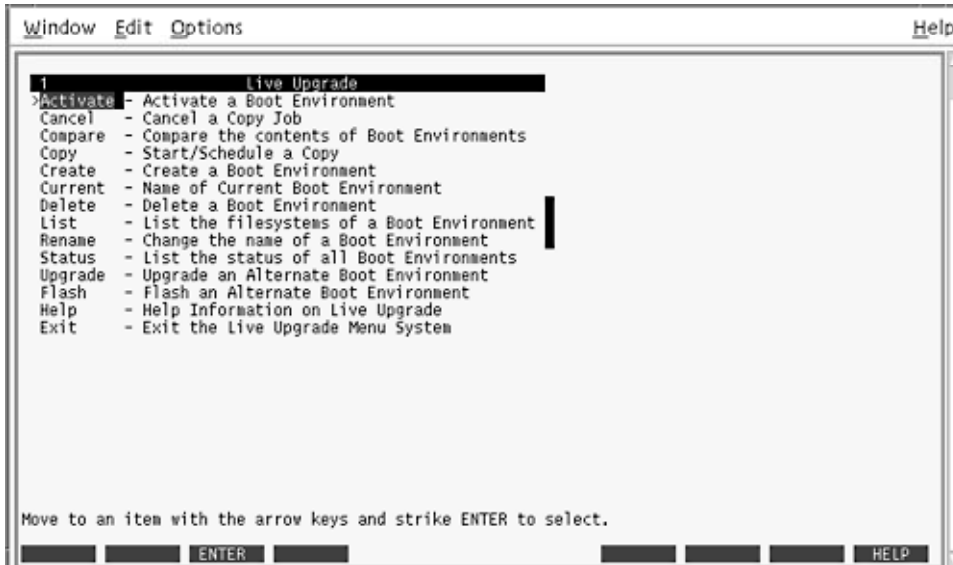 Window Edit Options Help
1 Live Upgrade
>Activate - Activate a Boot Environment
Cancel - Cancel a Copy Job
Compare - Compare the contents of Boot Environments
Copy - Start/Schedule a Copy
Create - Create a Boot Environment
Current - Name of Current Boot Environment
Delete - Delete a Boot Environment
List - List the filesystems of a Boot Environment
Rename - Change the name of a Boot Environment
Status - List the status of all Boot Environments
Upgrade - Upgrade an Alternate Boot Environment
Flash - Flash an Alternate Boot Environment
Help - Help Information on Live Upgrade
Exit - Exit the Live Upgrade Menu System
Move to an item with the arrow keys and strike ENTER to select.
ENTER HELP